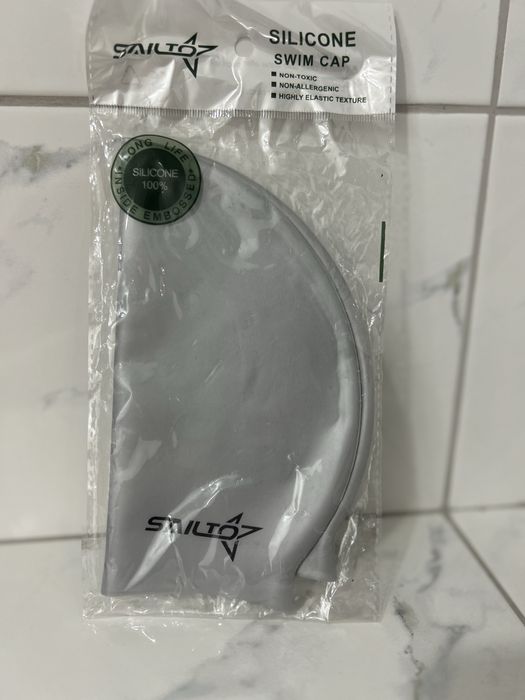 SAILTO
SILICONE
SWIM CAP
NON-TOXIC
NON-ALLERGENIC
HIGHLY ELASTIC TEXTURE
LONG LIFE
SILICONE
100%
INSIDE EMBOSSED
SAILTO